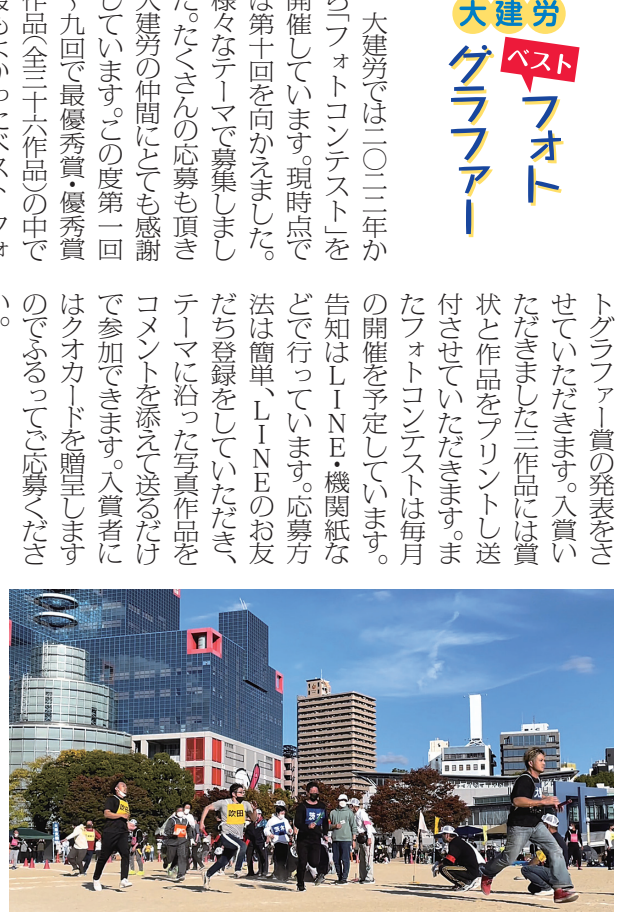 大建労
ベスト
フォト
グラファー
大建労では二〇二二年か
ら「フォトコンテスト」を
開催しています。現時点で
は第十回を向かえました。
様々なテーマで募集しまし
た。たくさんの応募も頂き
大建労の仲間にとても感謝
しています。この度第一回
～九回で最優秀賞・優秀賞
作品(全三十六作品)の中で
最もよかったベストフォ
トグラファー賞の発表をさ
せていただきます。入賞い
ただきました三作品には賞
状と作品をプリントし送
付させていただきます。ま
たフォトコンテストは毎月
の開催を予定しています。
告知はLINE・機関紙な
どで行っています。応募方
法は簡単、LINEのお友
だち登録をしていただき、
テーマに沿った写真作品を
コメントを添えて送るだけ
で参加できます。入賞者に
はクオカードを贈呈します
のでふるってご応募くださ
い。
吹田